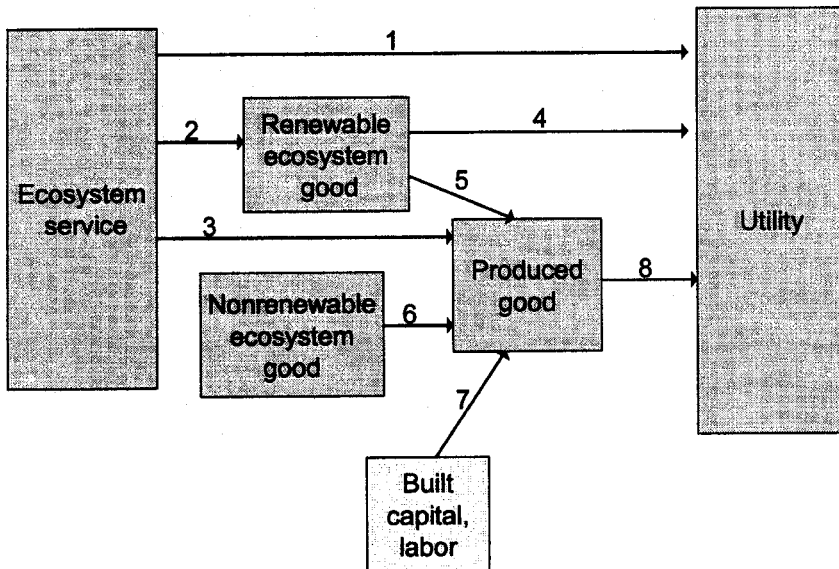 1
2
Renewable
ecosystem
good
4
5
Ecosystem
service
3
Produced
good
8
Utility
Nonrenewable
ecosystem
good
6
7
Built
capital,
labor